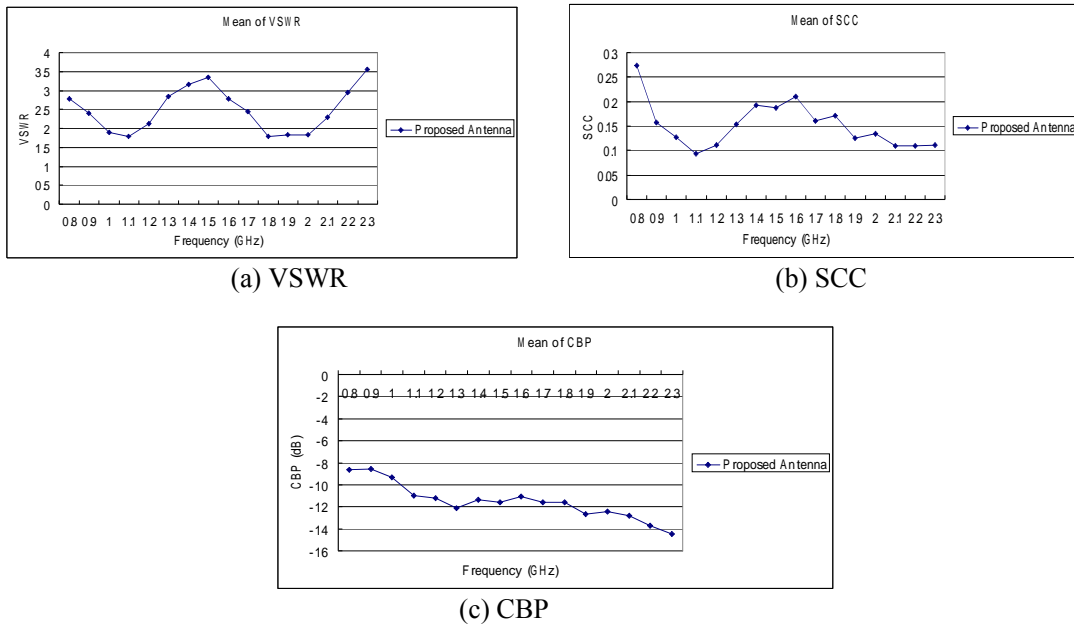 Mean of VSWR
4
3.5
3
2.5
2
1.5
1
0.5
0
VSWR
0.8 0.9 1 1.1 1.2 1.3 1.4 1.5 1.6 1.7 1.8 1.9 2 2.1 2.2 2.3
Frequency (GHz)
Proposed Antenna
(a) VSWR
Mean of SCC
0.3
0.25
0.2
0.15
0.1
0.05
0
SCC
0.8 0.9 1 1.1 1.2 1.3 1.4 1.5 1.6 1.7 1.8 1.9 2 2.1 2.2 2.3
Frequency (GHz)
Proposed Antenna
(b) SCC
Mean of CBP
0
-2
-4
-6
-8
-10
-12
-14
-16
CBP (dB)
0.8 0.9 1 1.1 1.2 1.3 1.4 1.5 1.6 1.7 1.8 1.9 2 2.1 2.2 2.3
Frequency (GHz)
Proposed Antenna
(c) CBP